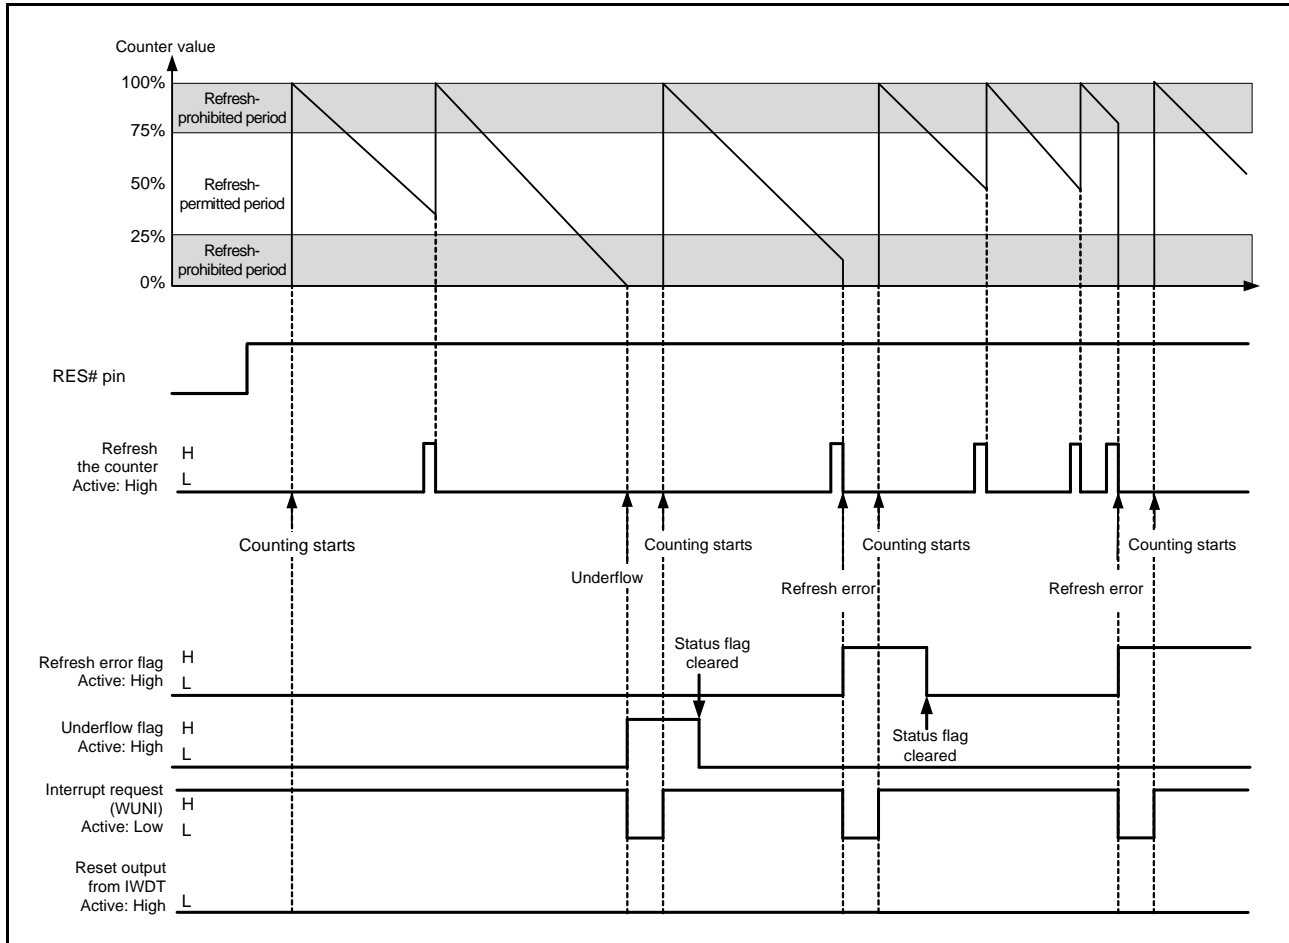 Counter value
100%
Refresh-
prohibited period
75%
50%
Refresh-
permitted period
25%
Refresh-
prohibited period
0%
RES# pin
Refresh
the counter
Active: High
H
L
Counting starts
Underflow
Counting starts
Refresh error
Counting starts
Refresh error
Counting starts
Refresh error flag
Active: High
H
L
Status flag
cleared
Status flag
cleared
Underflow flag
Active: High
H
L
Interrupt request
(WUNI)
Active: Low
H
L
Reset output
from IWDT
Active: High
L